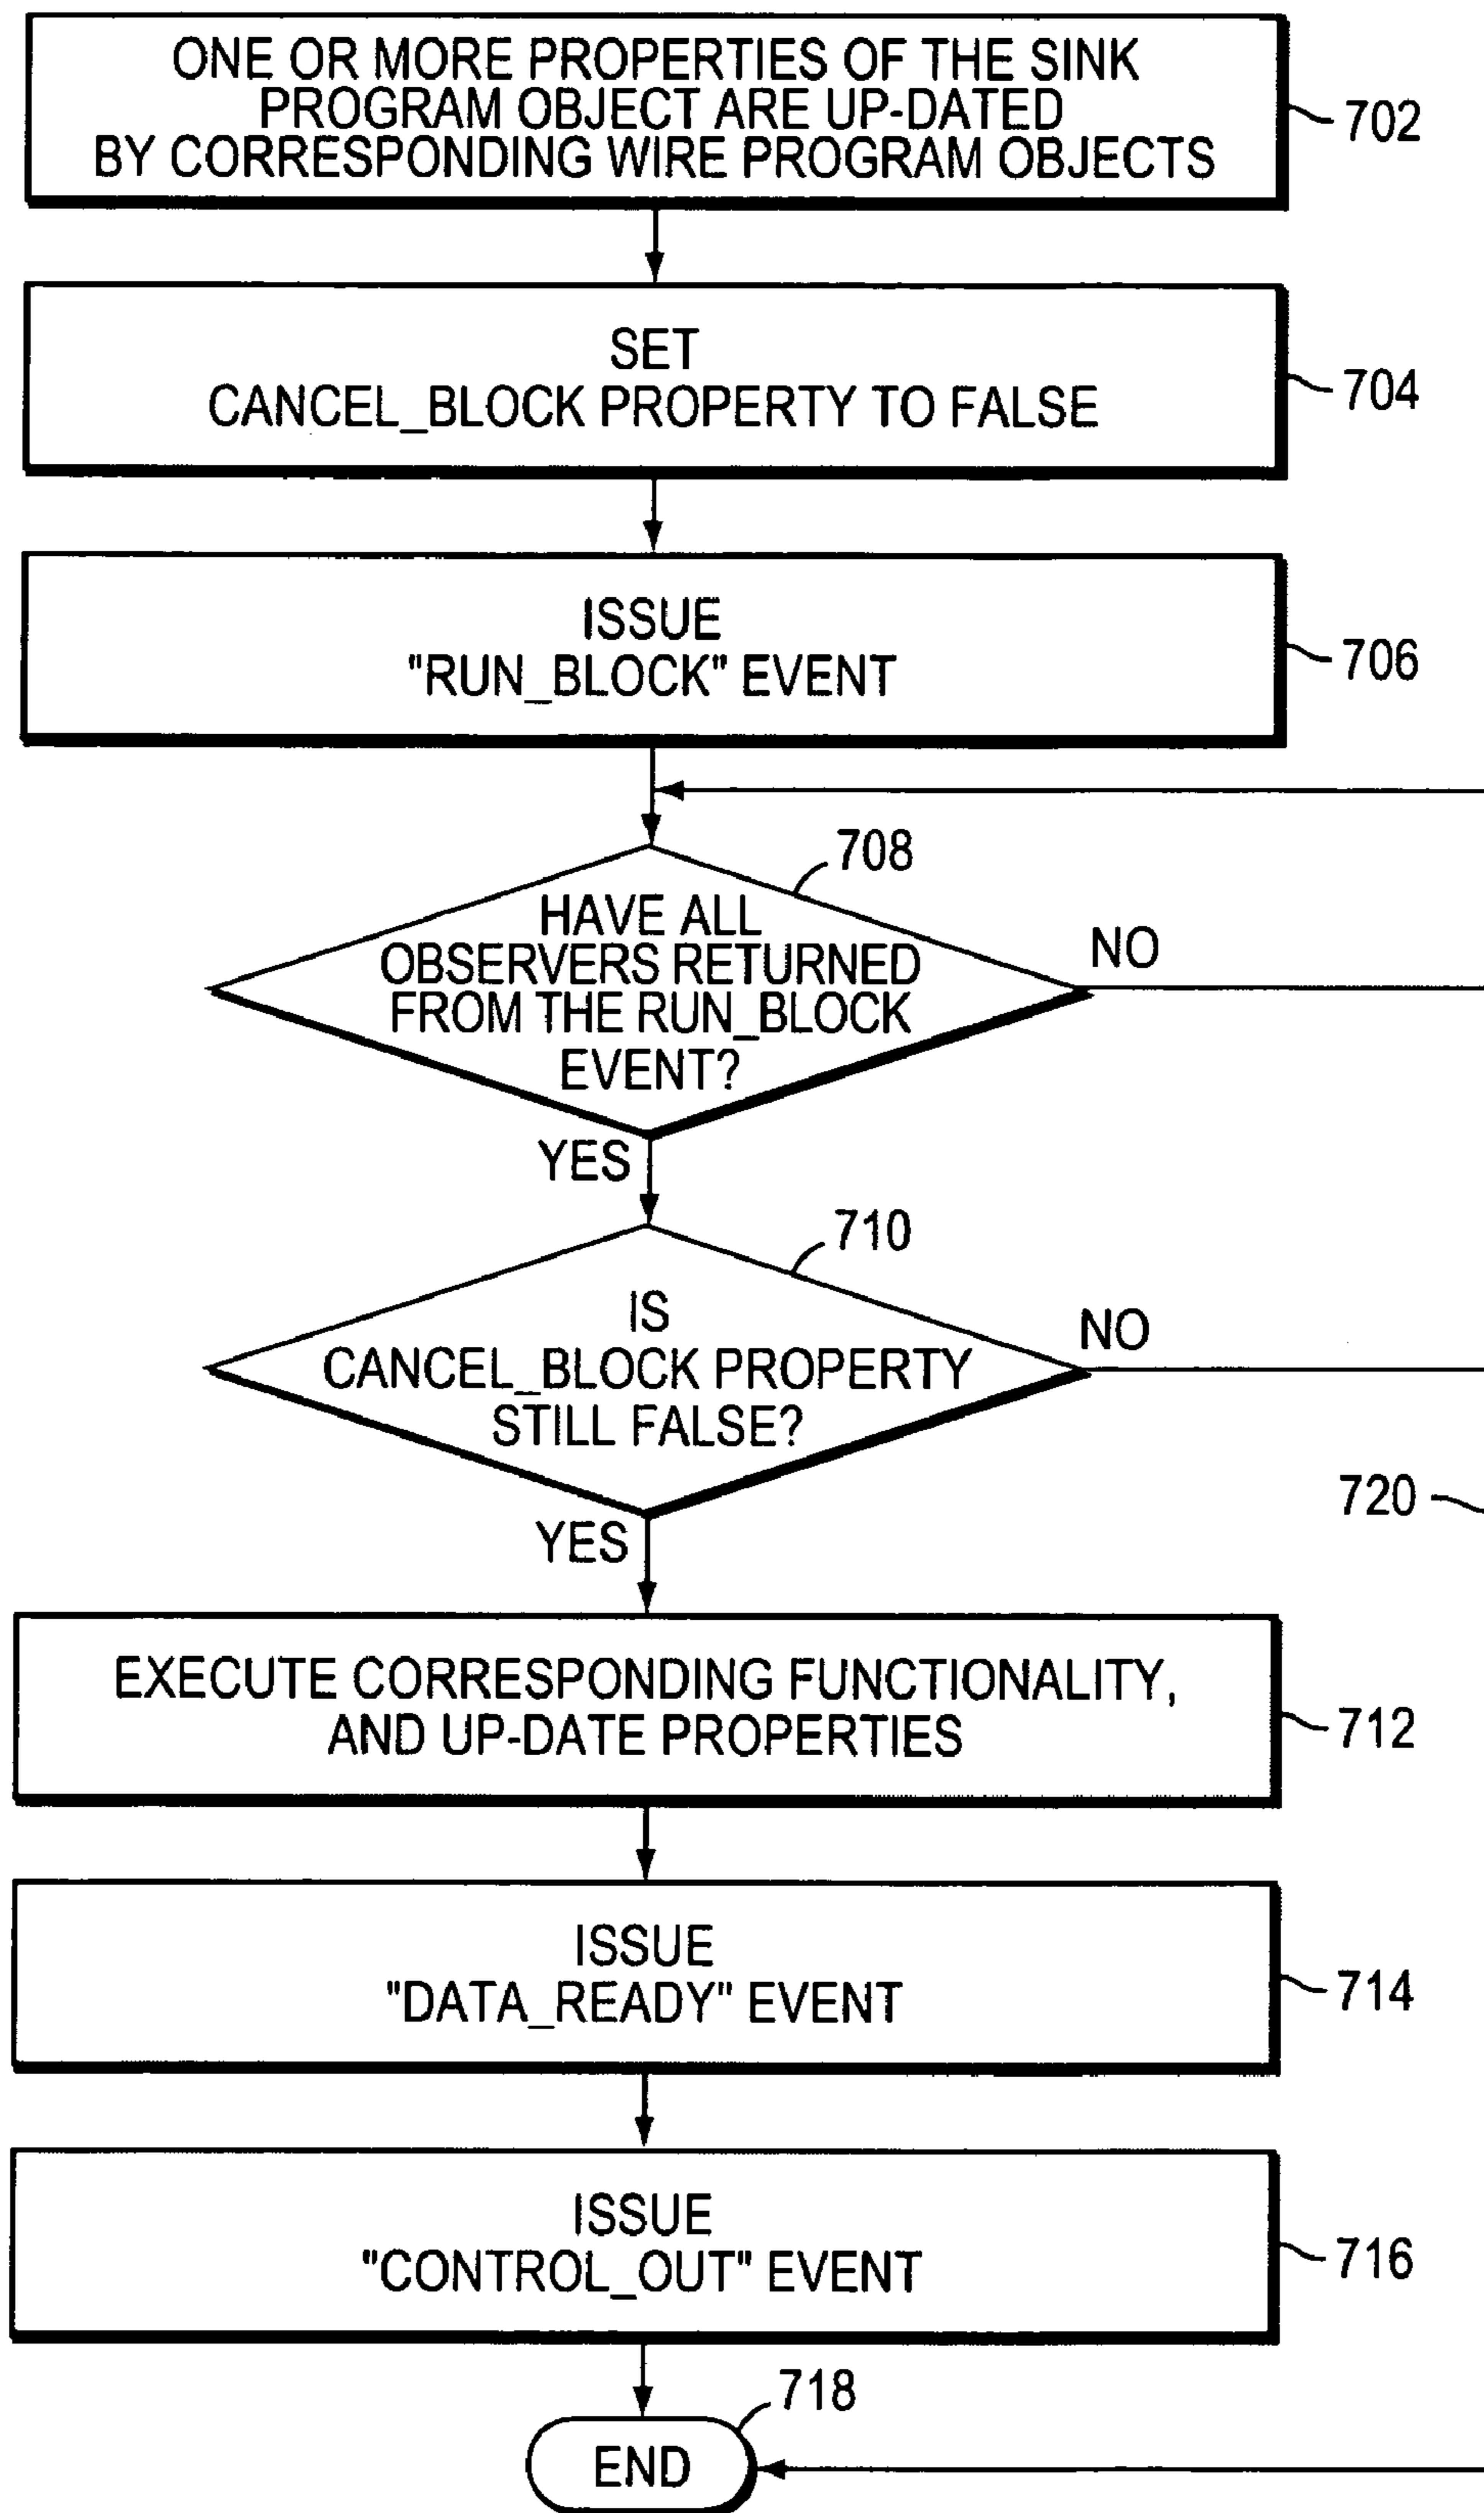 ONE OR MORE PROPERTIES OF THE SINK
PROGRAM OBJECT ARE UP-DATED
BY CORRESPONDING WIRE PROGRAM OBJECTS
702
SET
CANCEL_BLOCK PROPERTY TO FALSE
704
ISSUE
"RUN_BLOCK" EVENT
706
708
HAVE ALL
OBSERVERS RETURNED
FROM THE RUN_BLOCK
EVENT?
NO
YES
710
IS
CANCEL_BLOCK PROPERTY
STILL FALSE?
NO
720
YES
EXECUTE CORRESPONDING FUNCTIONALITY,
AND UP-DATE PROPERTIES
712
ISSUE
"DATA_READY" EVENT
714
ISSUE
"CONTROL_OUT" EVENT
716
718
END